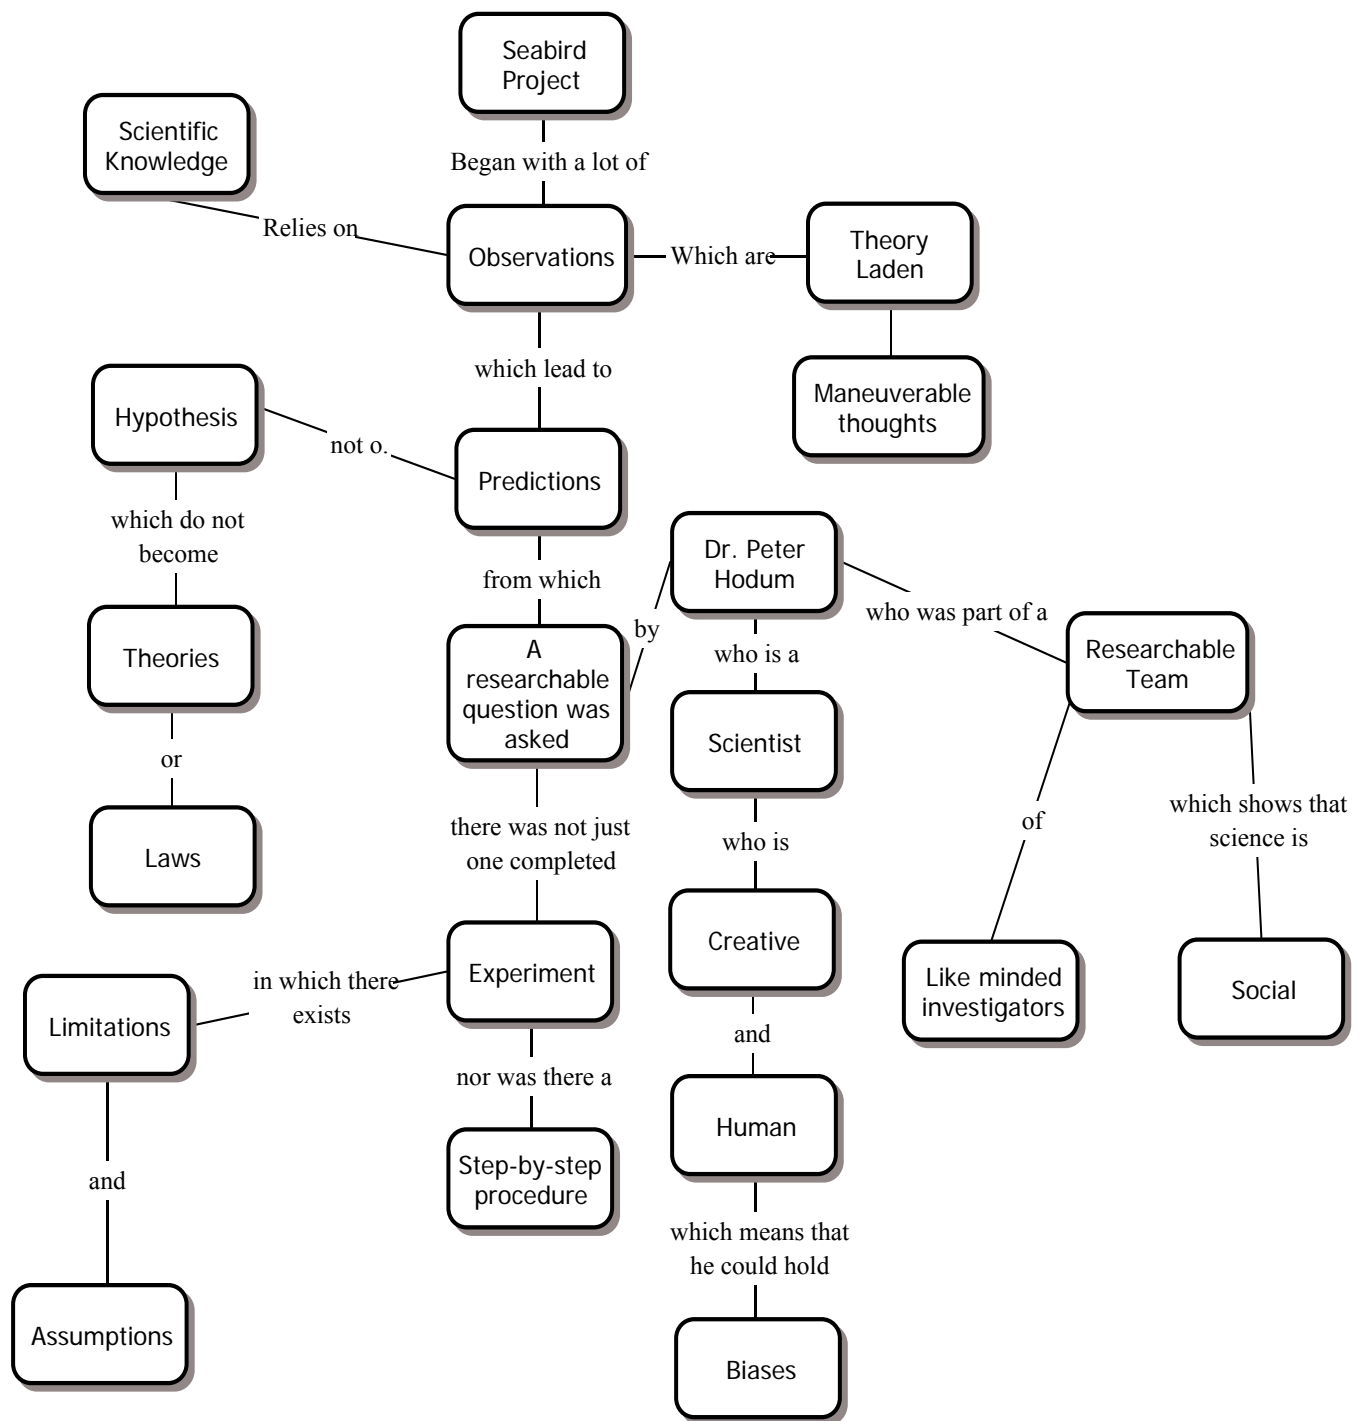 Seabird
Project
Scientific
Knowledge
Began with a lot of
Relies on
Observations
Which are
Theory
Laden
which lead to
Maneuverable
thoughts
Hypothesis
not o.
Predictions
which do not
become
from which
Dr. Peter
Hodum
who was part of a
by
Theories
A
researchable
question was
asked
who is a
Researchable
Team
Scientist
or
there was not just
one completed
of
which shows that
science is
who is
Laws
Creative
Experiment
in which there
exists
Limitations
Like minded
investigators
Social
and
nor was there a
Human
Step-by-step
procedure
and
which means that
he could hold
Assumptions
Biases